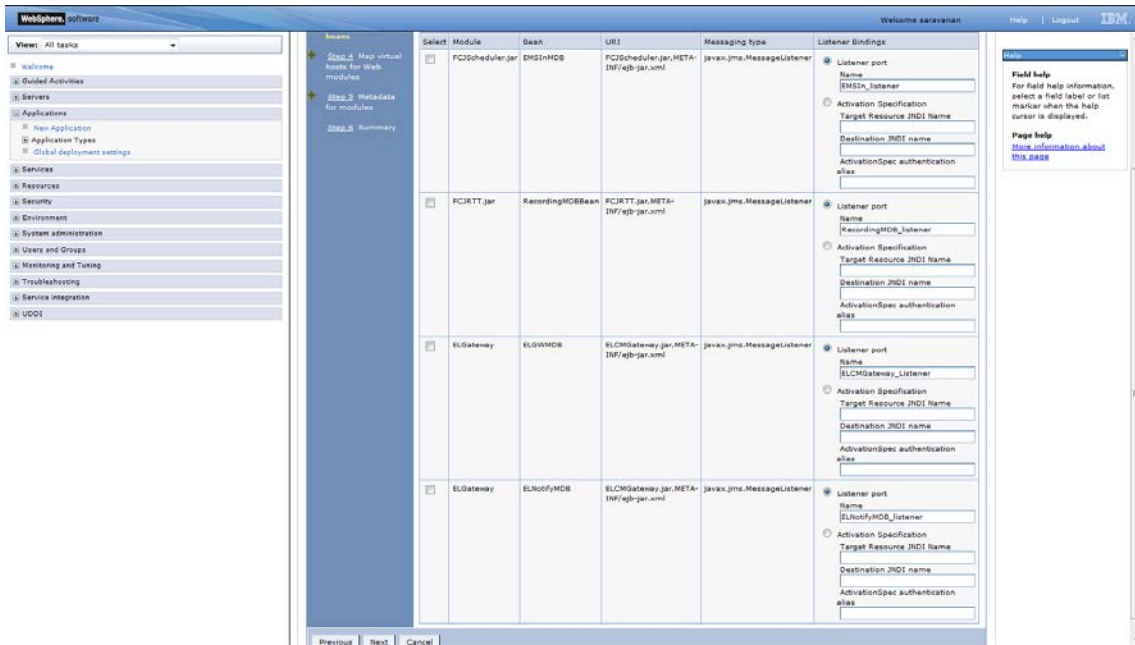 WebSphere. software
Welcome saravanan
Help | Logout
IBM.
View: All tasks
Welcome
Guided Activities
Servers
Applications
New Application
Application Types
Global deployment settings
Services
Resources
Security
Environment
System administration
Users and Groups
Monitoring and Tuning
Troubleshooting
Service integration
UDDI
beans
Step 4 Map virtual
hosts for Web
modules
Step 5 Metadata
for modules
Step 6 Summary
Select Module Bean URI Messaging type Listener Bindings
FCJScheduler.jar EMSInMDB FCJScheduler.jar,META-
INF/ejb-jar.xml javax.jms.MessageListener
Listener port
Name
EMSIn_listener
Activation Specification
Target Resource JNDI Name
Destination JNDI name
ActivationSpec authentication
alias
FCJRTT.jar RecordingMDBBean FCJRTT.jar,META-
INF/ejb-jar.xml javax.jms.MessageListener
Listener port
Name
RecordingMDB_listener
Activation Specification
Target Resource JNDI Name
Destination JNDI name
ActivationSpec authentication
alias
ELGateway ELGWMDB ELCMGateway.jar,META-
INF/ejb-jar.xml javax.jms.MessageListener
Listener port
Name
ELCMGateway_Listener
Activation Specification
Target Resource JNDI Name
Destination JNDI name
ActivationSpec authentication
alias
ELGateway ELNotifyMDB ELCMGateway.jar,META-
INF/ejb-jar.xml javax.jms.MessageListener
Listener port
Name
ELNotifyMDB_listener
Activation Specification
Target Resource JNDI Name
Destination JNDI name
ActivationSpec authentication
alias
Previous Next Cancel
Help
Field help
For field help information,
select a field label or list
marker when the help
cursor is displayed.
Page help
More information about
this page